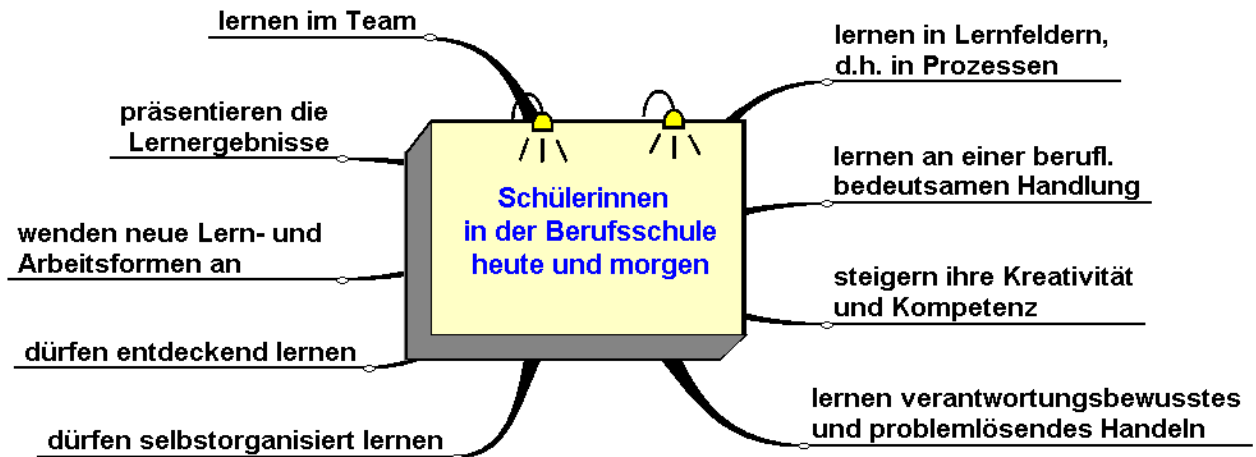 lernen im Team
präsentieren die
Lernergebnisse
wenden neue Lern- und
Arbeitsformen an
dürfen entdeckend lernen
dürfen selbstorganisiert lernen
Schülerinnen
in der Berufsschule
heute und morgen
lernen in Lernfeldern,
d.h. in Prozessen
lernen an einer berufl.
bedeutsamen Handlung
steigern ihre Kreativität
und Kompetenz
lernen verantwortungsbewusstes
und problemlösendes Handeln